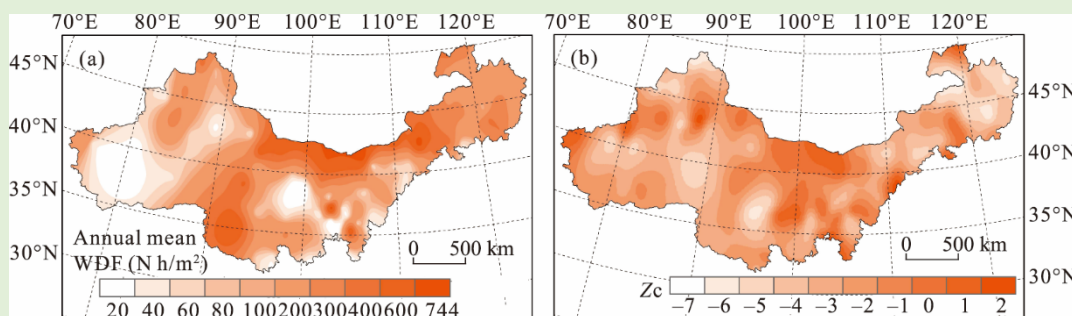 70°E 80°E 90°E 100°E 110°E 120°E
70°E 80°E 90°E 100°E 110°E 120°E
(a)
45°N
40°N
35°N
30°N
Annual mean
WDF (N h/m²)
0 500 km
20 40 60 80 100 200 300 400 600 744
(b)
45°N
40°N
35°N
30°N
0 500 km
Zc
−7 −6 −5 −4 −3 −2 −1 0 1 2